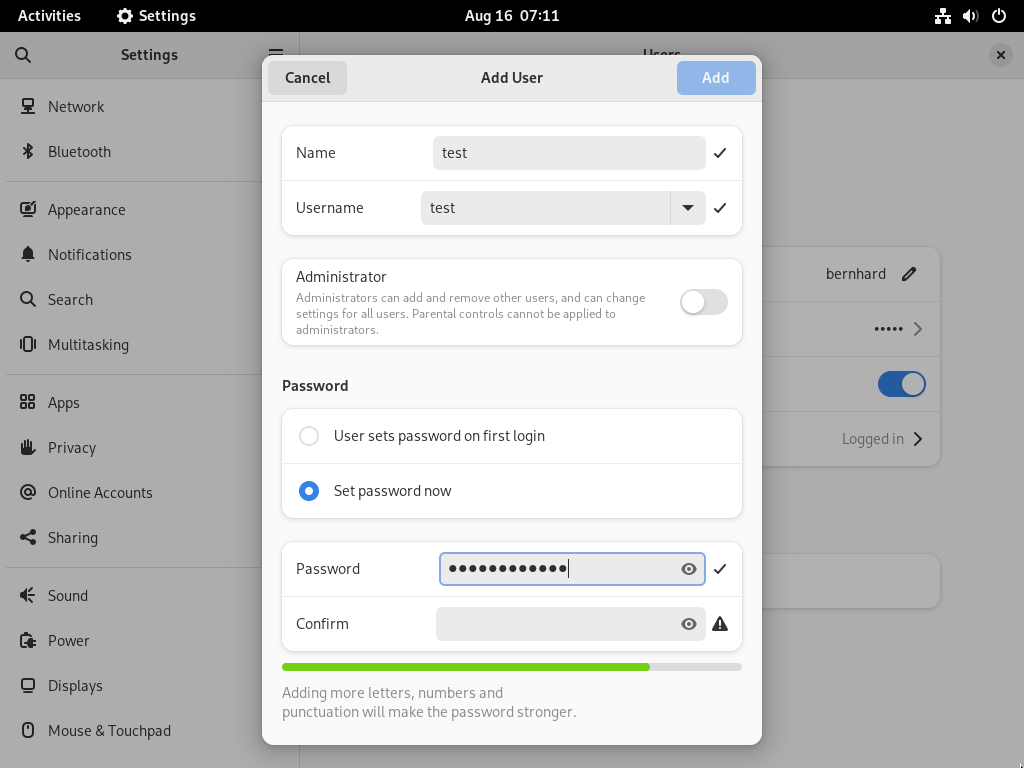 Activities Settings Aug 16 07:11
Settings
Users
Network
Bluetooth
Appearance
Notifications
Search
Multitasking
Apps
Privacy
Online Accounts
Sharing
Sound
Power
Displays
Mouse & Touchpad
Cancel Add User Add
Name test
Username test
Administrator
Administrators can add and remove other users, and can change
settings for all users. Parental controls cannot be applied to
administrators.
Password
User sets password on first login
Set password now
Password ••••••••••••
Confirm
Adding more letters, numbers and
punctuation will make the password stronger.
bernhard
•••••
Logged in